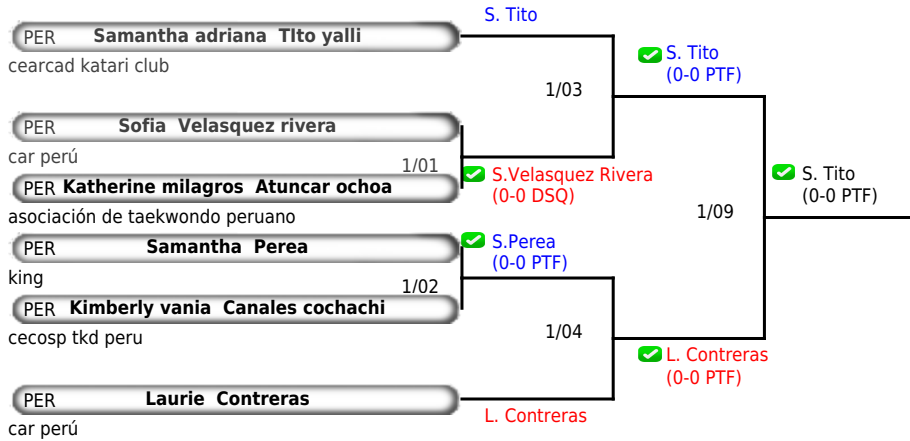 S. Tito
PER Samantha adriana TIto yalli
cearcad katari club
S. Tito
(0-0 PTF)
1/03
PER Sofia Velasquez rivera
car perú
1/01
S.Velasquez Rivera
(0-0 DSQ)
PER Katherine milagros Atuncar ochoa
asociación de taekwondo peruano
S. Tito
(0-0 PTF)
1/09
PER Samantha Perea
king
S.Perea
(0-0 PTF)
1/02
PER Kimberly vania Canales cochachi
cecosp tkd peru
1/04
L. Contreras
(0-0 PTF)
PER Laurie Contreras
car perú
L. Contreras